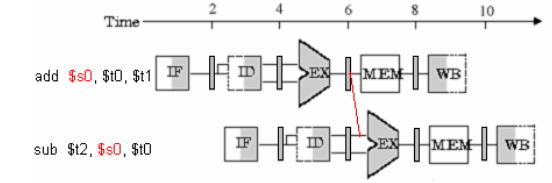 Time 2 4 6 8 10
add $s0, $t0, $t1 IF ID EX MEM WB
sub $t2, $s0, $t0 IF ID EX MEM WB